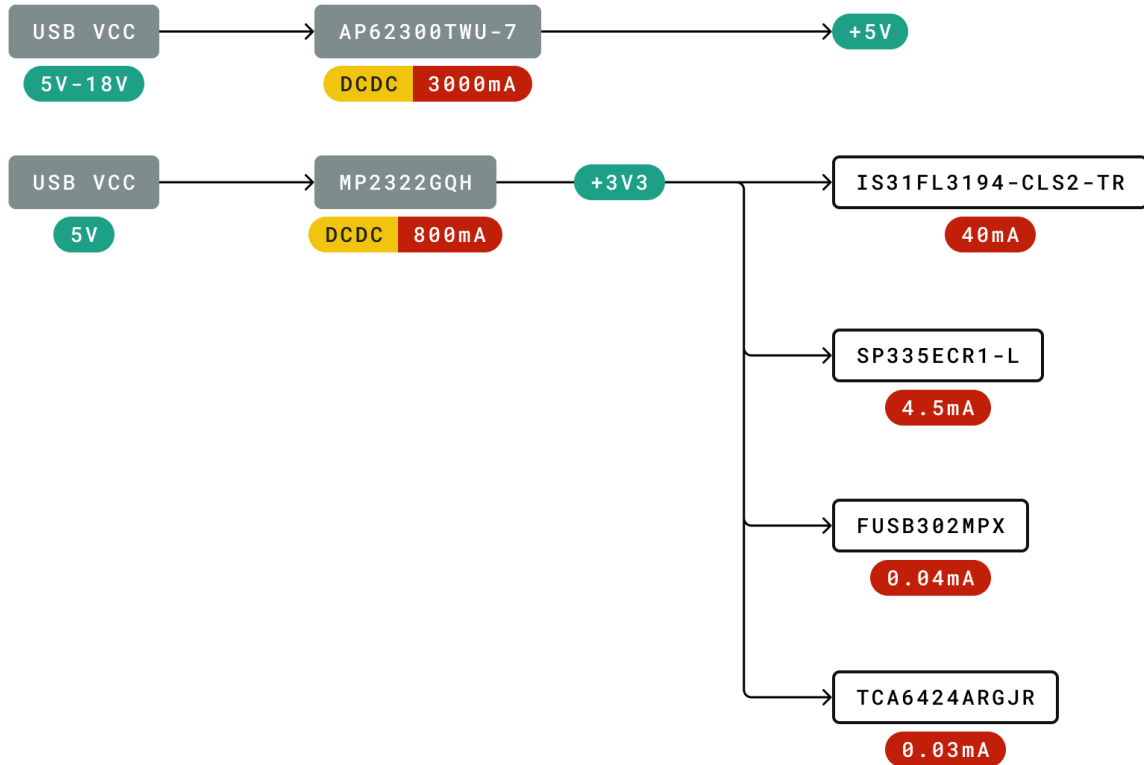 USB VCC AP62300TWU-7 +5V
5V-18V DCDC 3000mA
USB VCC MP2322GQH +3V3 IS31FL3194-CLS2-TR
5V DCDC 800mA 40mA
SP335ECR1-L
4.5mA
FUSB302MPX
0.04mA
TCA6424ARGJR
0.03mA